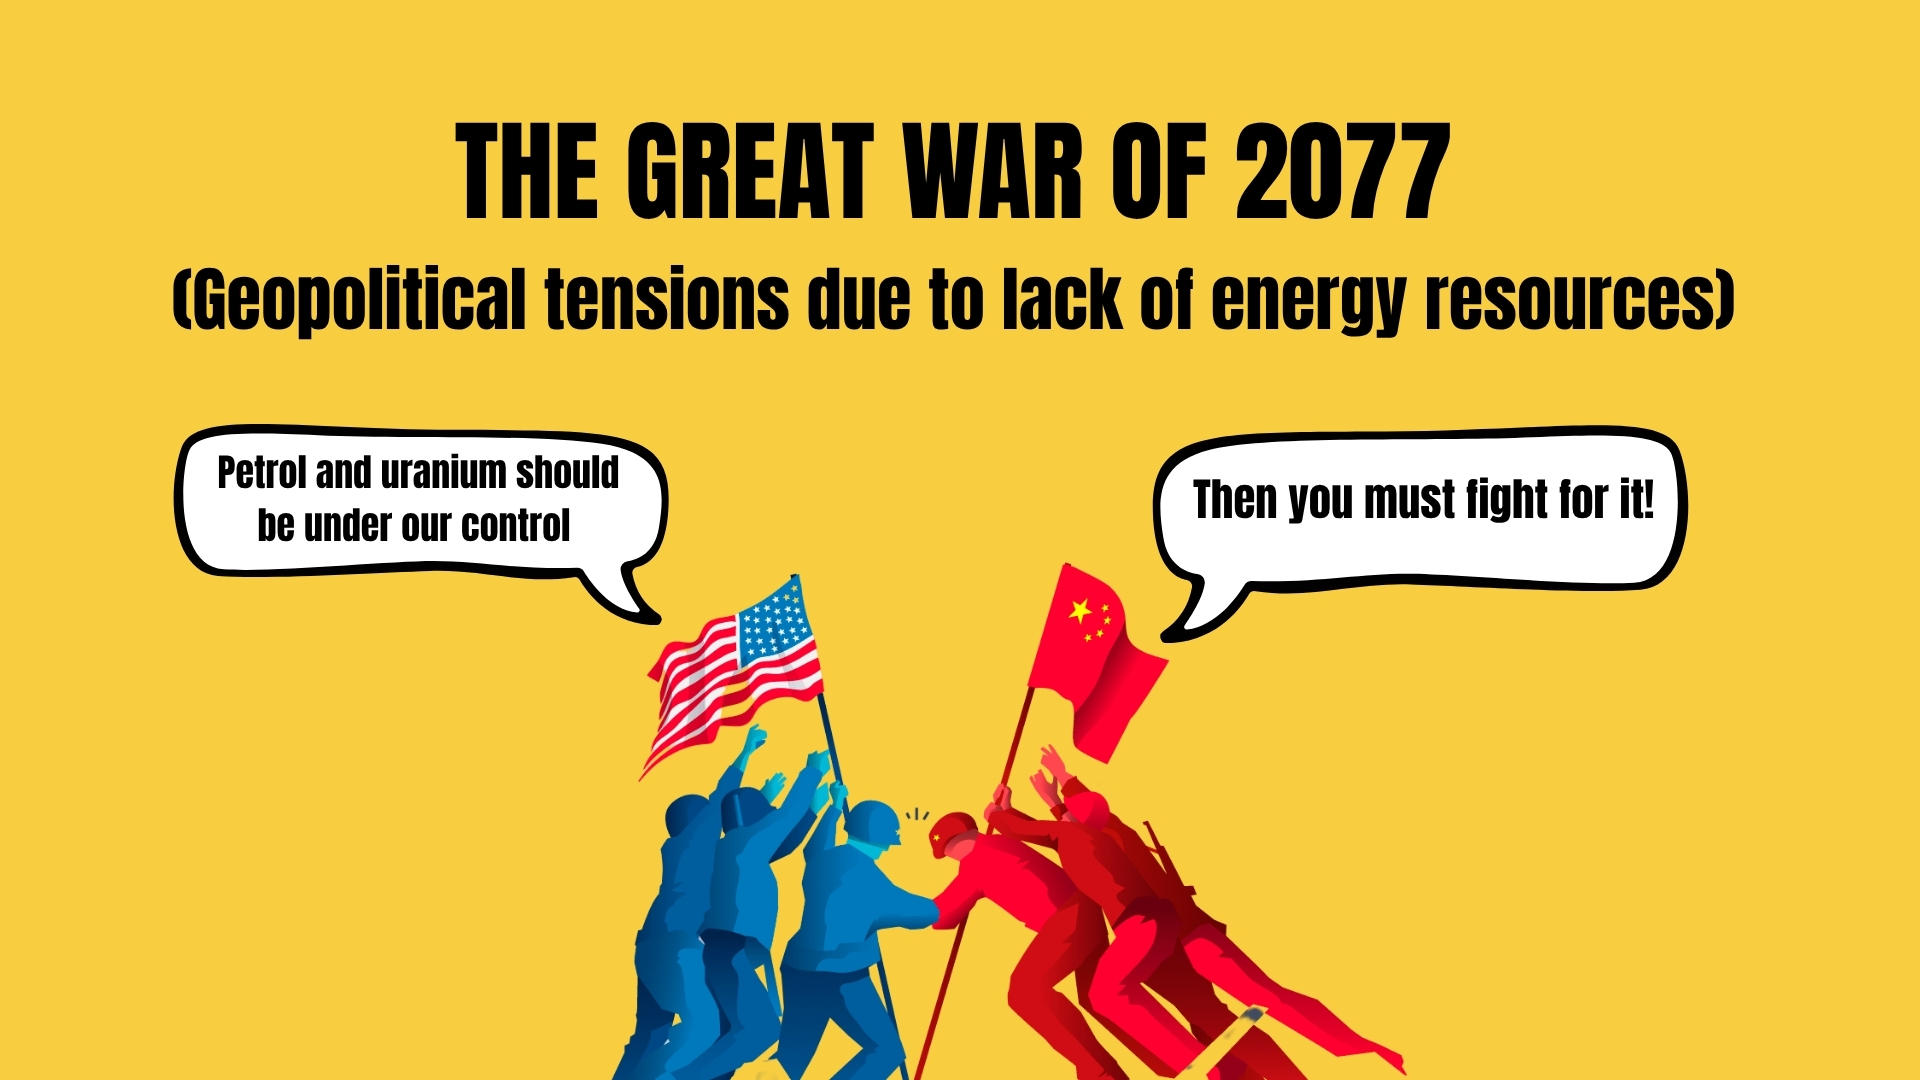 THE GREAT WAR OF 2077
(Geopolitical tensions due to lack of energy resources)
Petrol and uranium should
be under our control
Then you must fight for it!